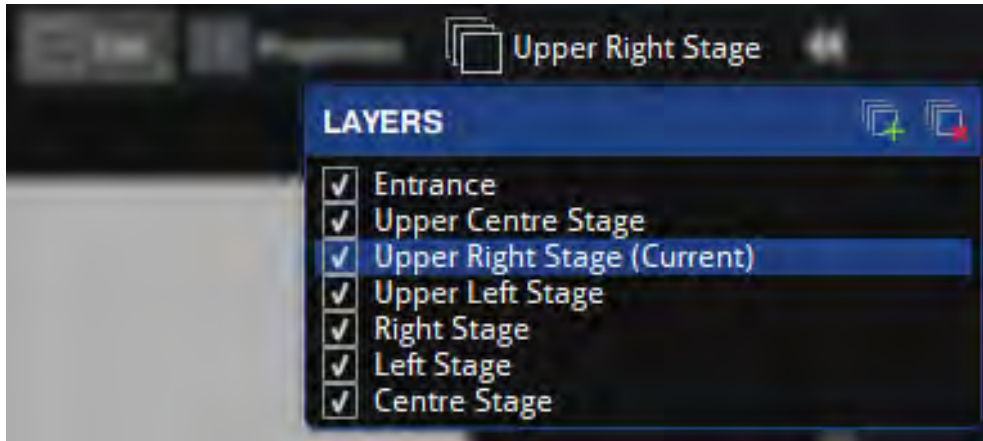 Upper Right Stage
LAYERS
Entrance
Upper Centre Stage
Upper Right Stage (Current)
Upper Left Stage
Right Stage
Left Stage
Centre Stage